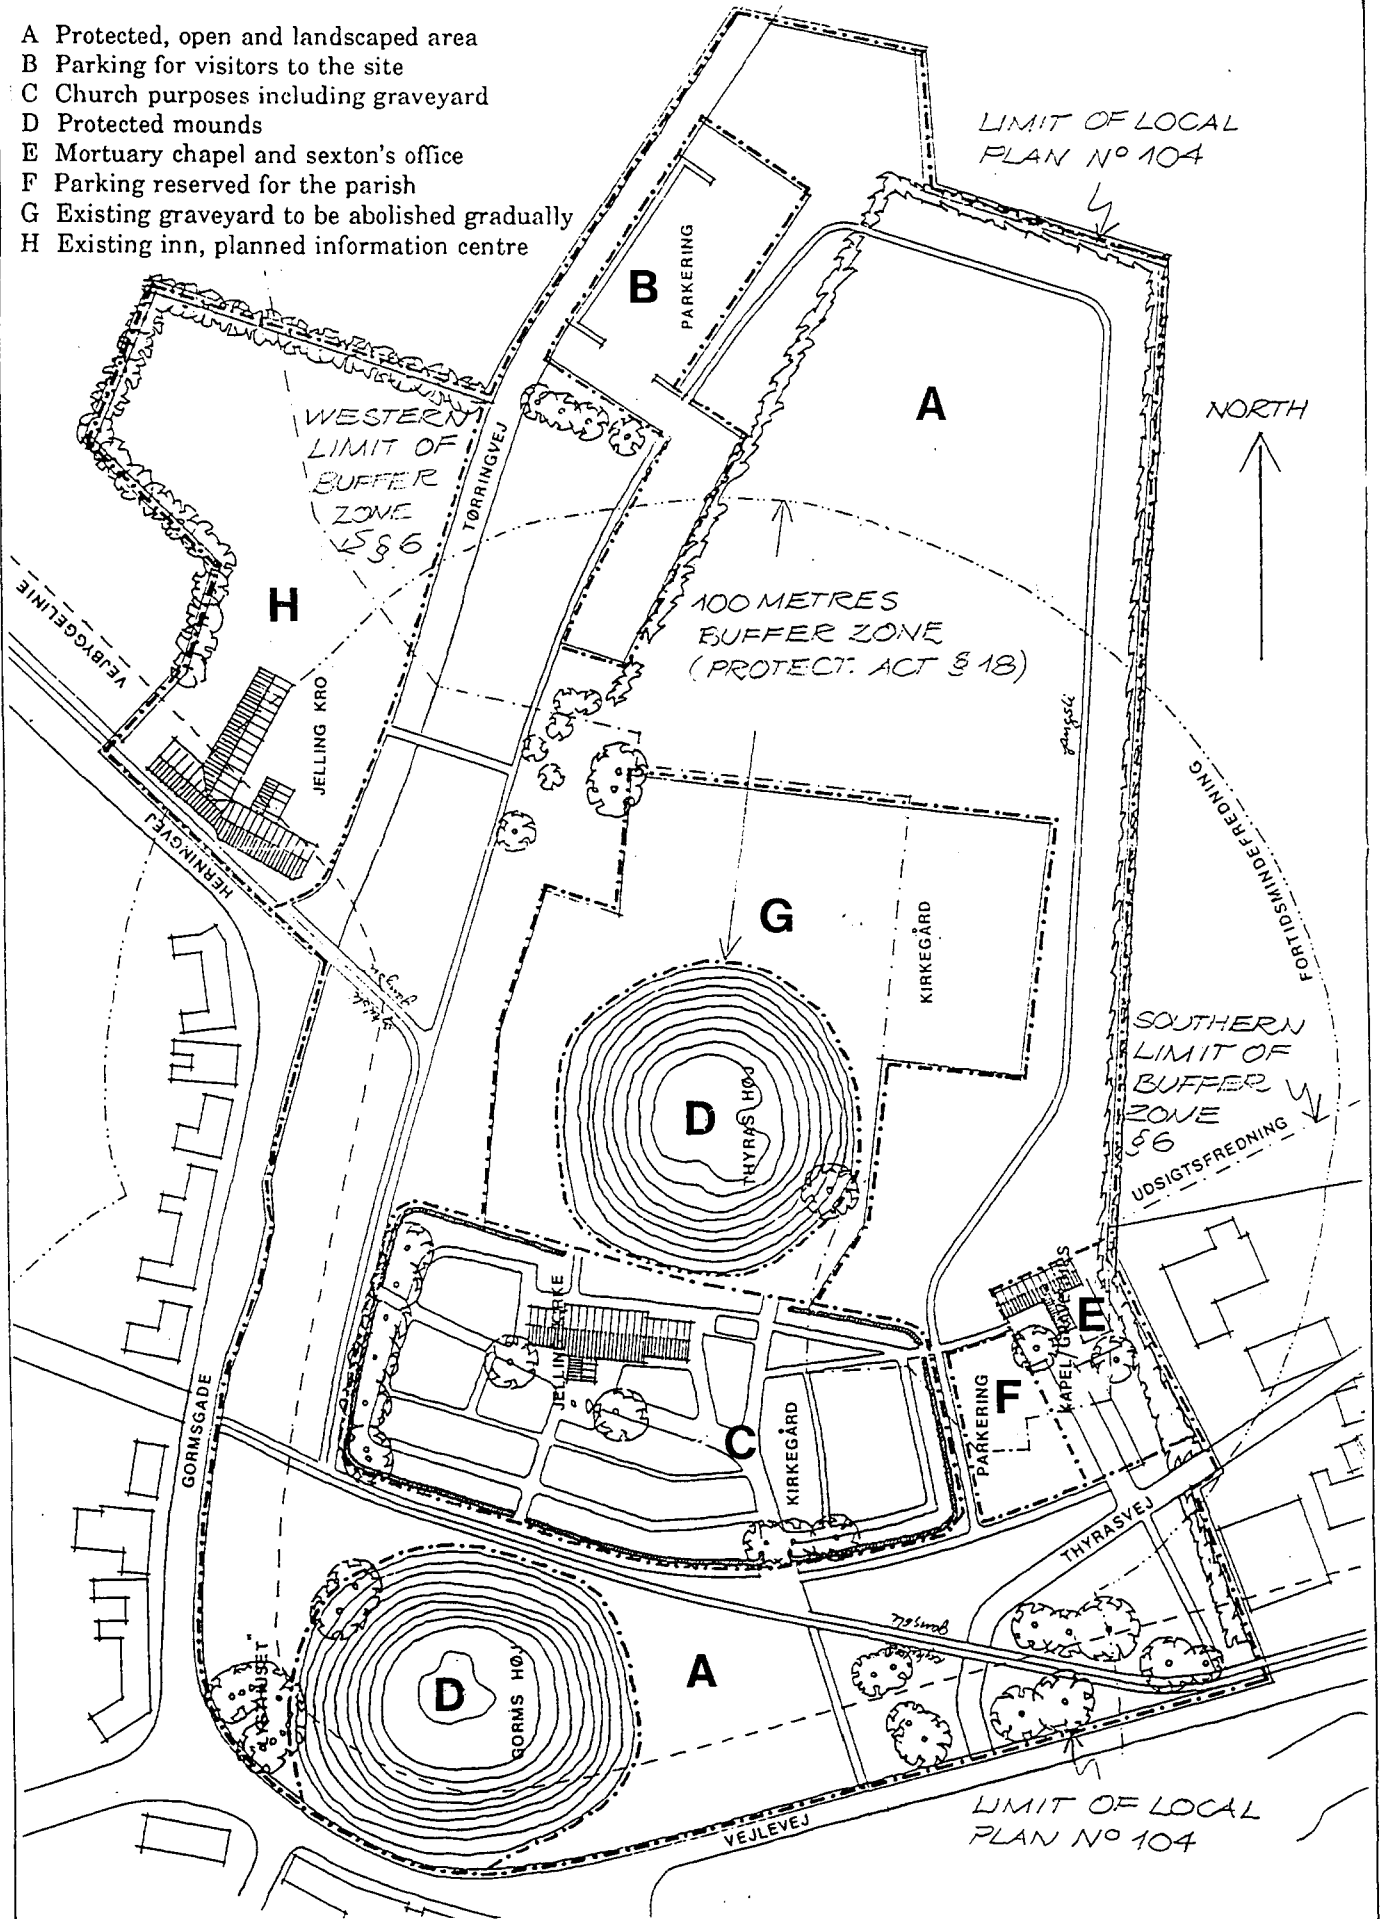 A Protected, open and landscaped area
B Parking for visitors to the site
C Church purposes including graveyard
D Protected mounds
E Mortuary chapel and sexton's office
F Parking reserved for the parish
G Existing graveyard to be abolished gradually
H Existing inn, planned information centre
LIMIT OF LOCAL
PLAN Nº 104
B
PARKERING
A
NORTH
WESTERN
LIMIT OF
BUFFER
ZONE
§ 6
TØRRINGVEJ
H
100 METRES
BUFFER ZONE
(PROTECT. ACT § 18)
VEJBYGGELINIE
JELLING KRO
HERNINGVEJ
FORTIDSMINDEFREDNING
G
KIRKEGÅRD
SOUTHERN
LIMIT OF
BUFFER
ZONE
§ 6
UDSIGTSFREDNING
D
THYRAS HØJ
JELLING KIRKE
E
F
PARKERING
C
KIRKEGÅRD
GORMSGADE
THYRASVEJ
gangsti
D
GORMS HØJ
A
VEJLEVEJ
LIMIT OF LOCAL
PLAN Nº 104